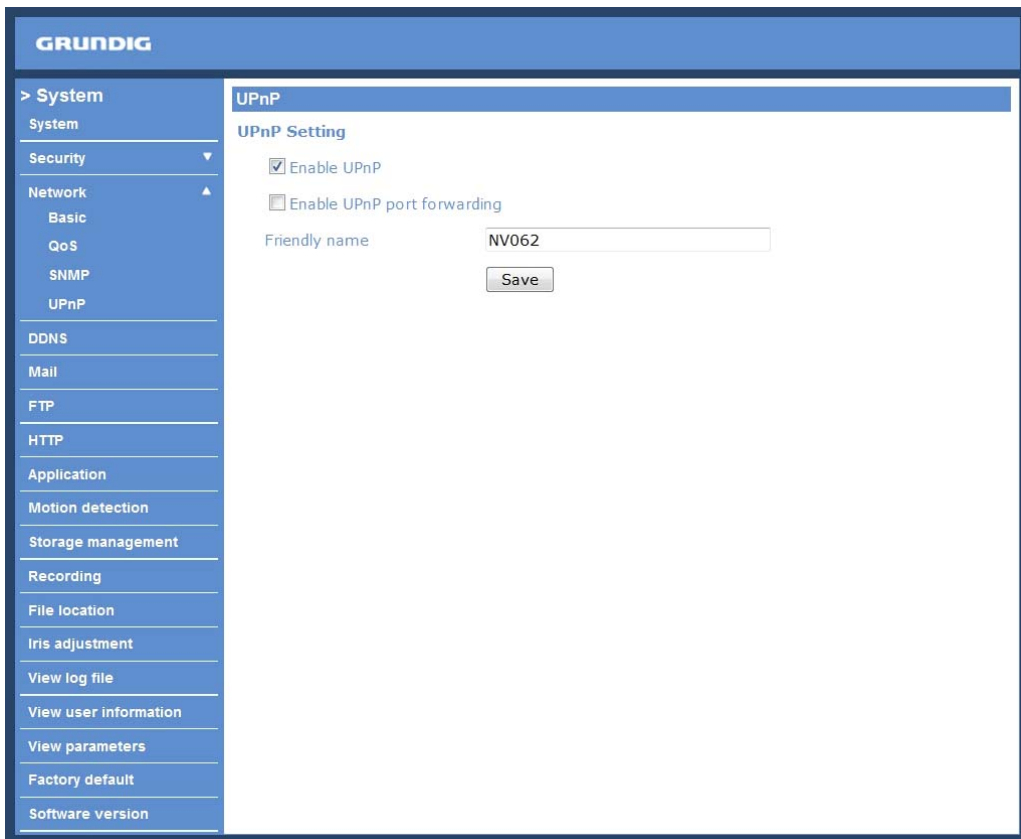 GRUNDIG
> System
System
Security
Network
Basic
QoS
SNMP
UPnP
DDNS
Mail
FTP
HTTP
Application
Motion detection
Storage management
Recording
File location
Iris adjustment
View log file
View user information
View parameters
Factory default
Software version
UPnP
UPnP Setting
Enable UPnP
Enable UPnP port forwarding
Friendly name NV062
Save